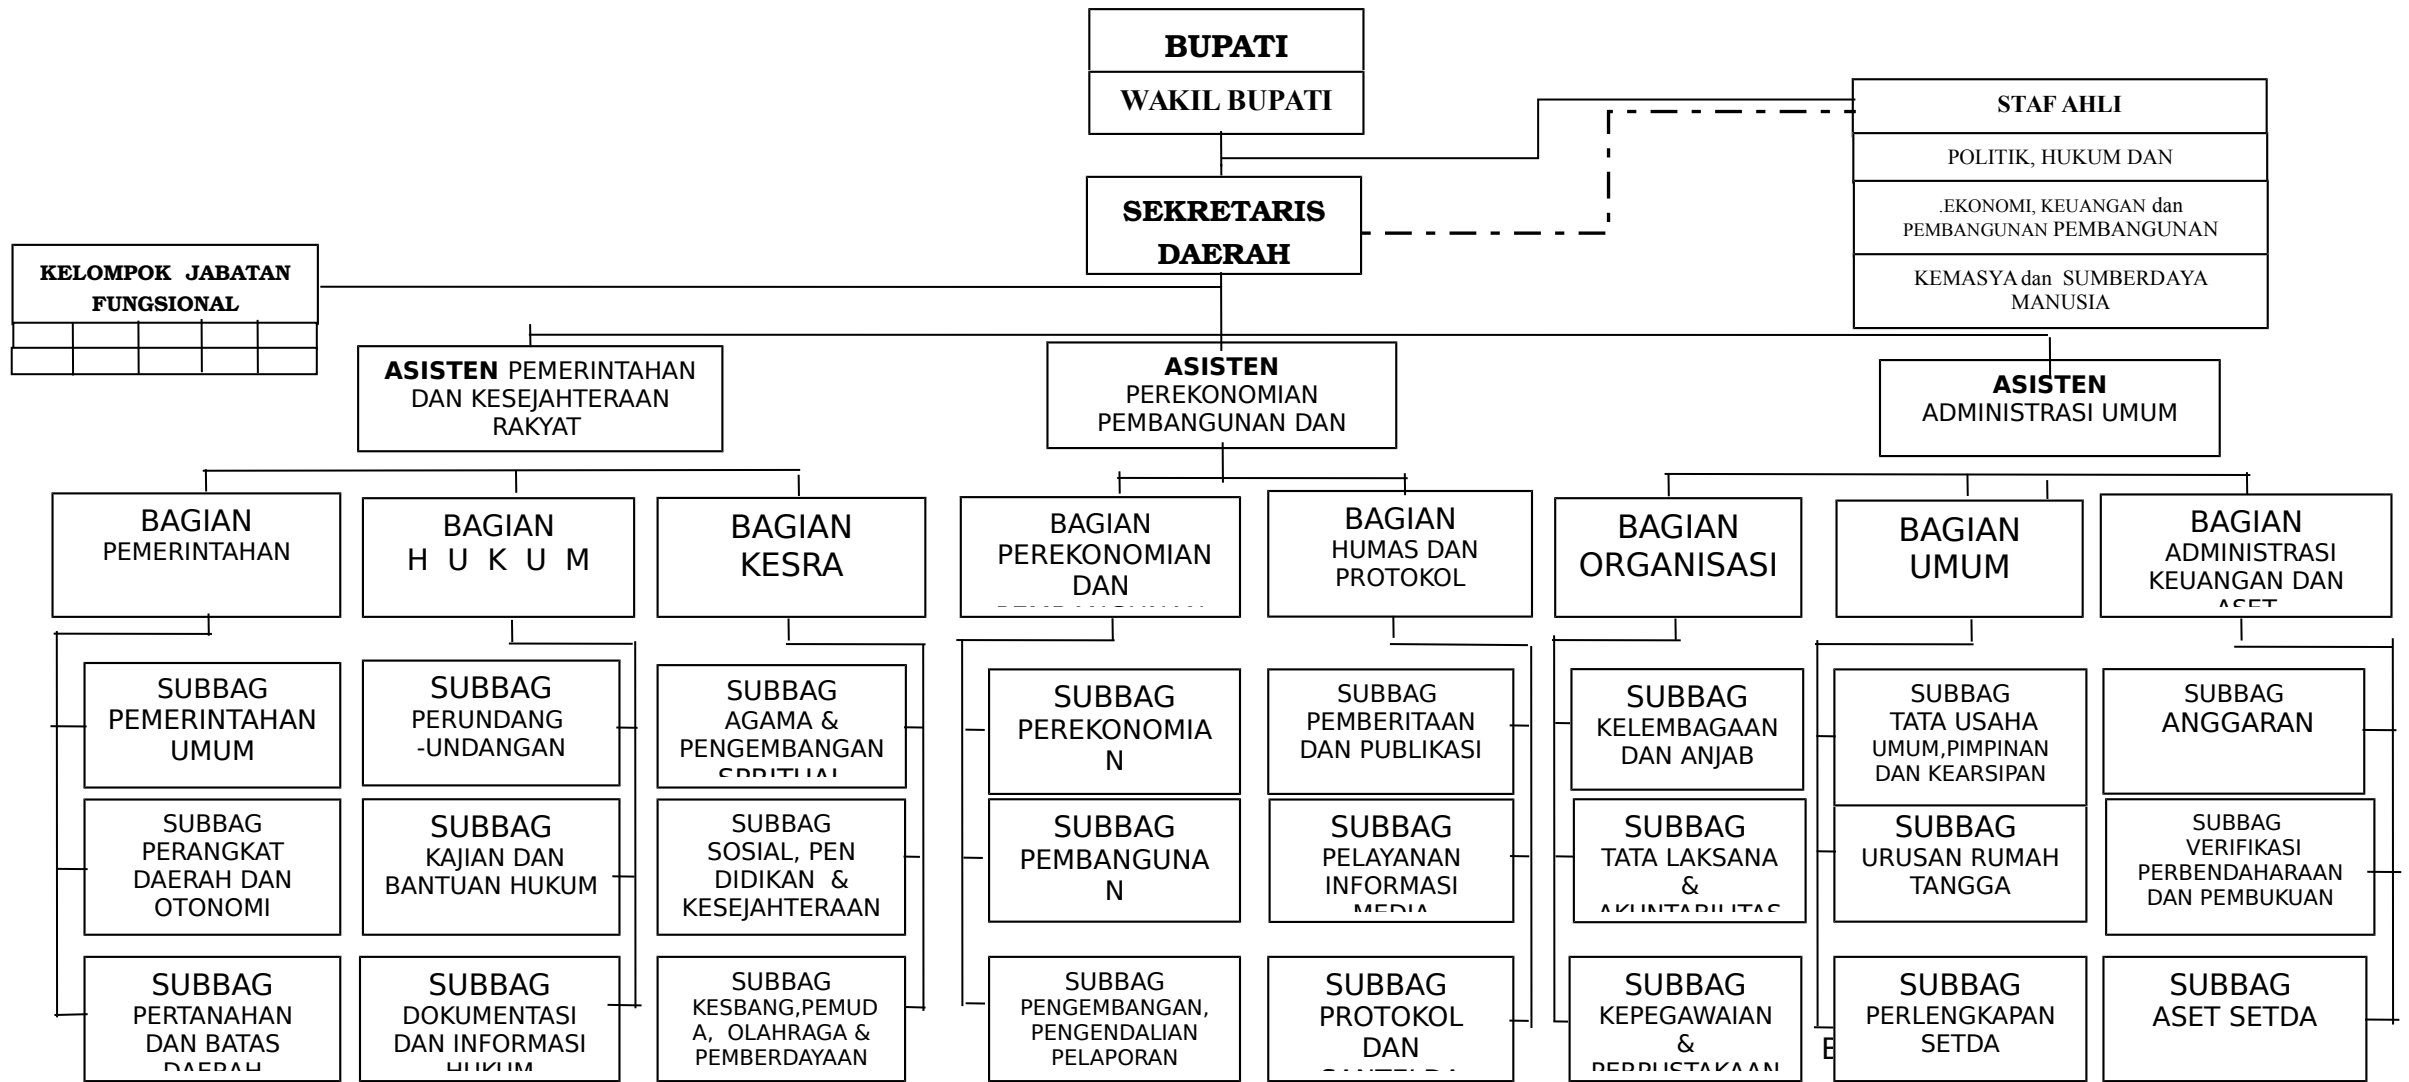 BUPATI
WAKIL BUPATI
STAF AHLI
POLITIK, HUKUM DAN
.EKONOMI, KEUANGAN dan
PEMBANGUNAN PEMBANGUNAN
KEMASYA dan SUMBERDAYA
MANUSIA
SEKRETARIS
DAERAH
KELOMPOK JABATAN
FUNGSIONAL
ASISTEN PEMERINTAHAN
DAN KESEJAHTERAAN
RAKYAT
ASISTEN
PEREKONOMIAN
PEMBANGUNAN DAN
ASISTEN
ADMINISTRASI UMUM
BAGIAN
PEMERINTAHAN
BAGIAN
H U K U M
BAGIAN
KESRA
BAGIAN
PEREKONOMIAN
DAN
BAGIAN
HUMAS DAN
PROTOKOL
BAGIAN
ORGANISASI
BAGIAN
UMUM
BAGIAN
ADMINISTRASI
KEUANGAN DAN
ASET
SUBBAG
PEMERINTAHAN
UMUM
SUBBAG
PERUNDANG
-UNDANGAN
SUBBAG
AGAMA &
PENGEMBANGAN
SPRITUAL
SUBBAG
PEREKONOMIA
N
SUBBAG
PEMBERITAAN
DAN PUBLIKASI
SUBBAG
KELEMBAGAAN
DAN ANJAB
SUBBAG
TATA USAHA
UMUM,PIMPINAN
DAN KEARSIPAN
SUBBAG
ANGGARAN
SUBBAG
PERANGKAT
DAERAH DAN
OTONOMI
SUBBAG
KAJIAN DAN
BANTUAN HUKUM
SUBBAG
SOSIAL, PEN
DIDIKAN &
KESEJAHTERAAN
SUBBAG
PEMBANGUNA
N
SUBBAG
PELAYANAN
INFORMASI
MEDIA
SUBBAG
TATA LAKSANA
&
AKUNTABILITAS
SUBBAG
URUSAN RUMAH
TANGGA
SUBBAG
VERIFIKASI
PERBENDAHARAAN
DAN PEMBUKUAN
SUBBAG
PERTANAHAN
DAN BATAS
DAERAH
SUBBAG
DOKUMENTASI
DAN INFORMASI
HUKUM
SUBBAG
KESBANG,PEMUD
A, OLAHRAGA &
PEMBERDAYAAN
SUBBAG
PENGEMBANGAN,
PENGENDALIAN
PELAPORAN
SUBBAG
PROTOKOL
DAN
SUBBAG
KEPEGAWAIAN
&
PERPUSTAKAAN
SUBBAG
PERLENGKAPAN
SETDA
SUBBAG
ASET SETDA